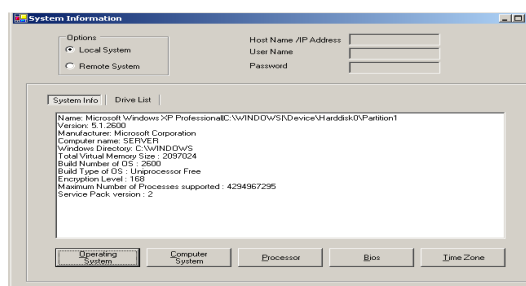 System Information
Options
Local System
Remote System
Host Name /IP Address
User Name
Password
System Info
Drive List
Name: Microsoft Windows XP Professional|C:\WINDOWS|\Device\Harddisk0\Partition1
Version: 5.1.2600
Manufacturer: Microsoft Corporation
Computer name: SERVER
Windows Directory: C:\WINDOWS
Total Virtual Memory Size : 2097024
Build Number of OS : 2600
Build Type of OS : Uniprocessor Free
Encryption Level : 168
Maximum Number of Processes supported : 4294967295
Service Pack version : 2
Operating System
Computer System
Processor
Bios
Time Zone